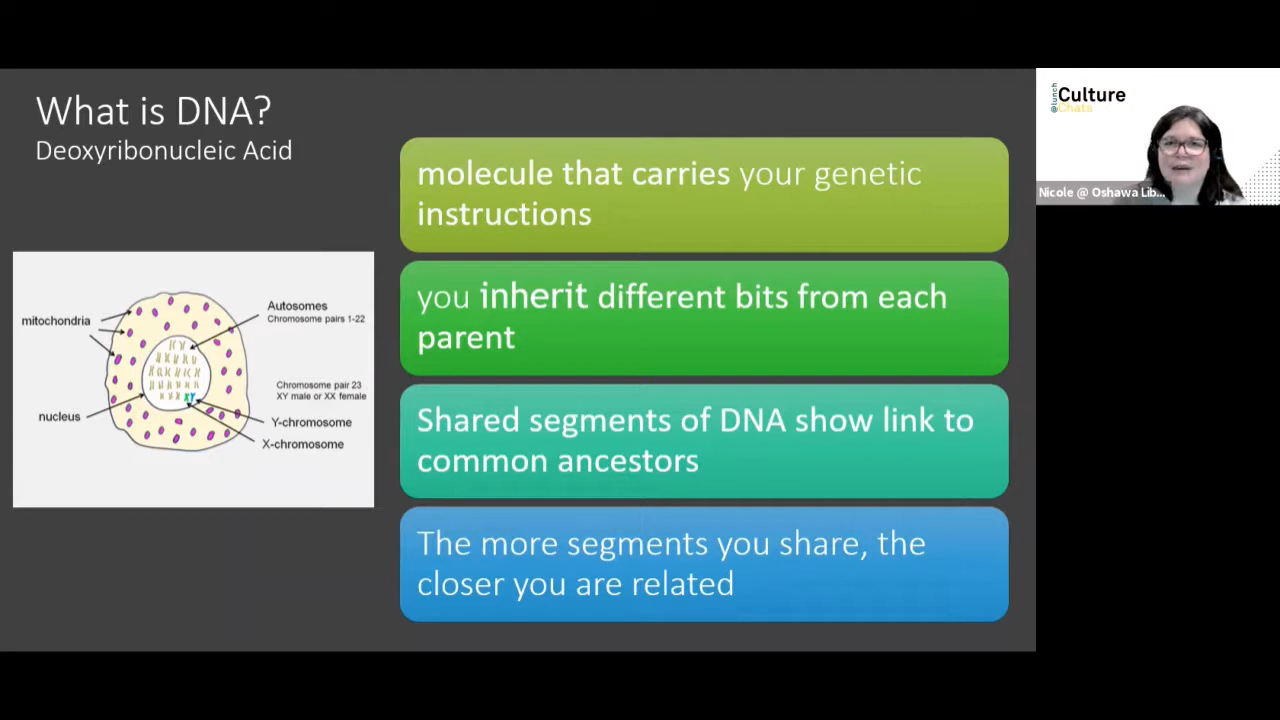 What is DNA?
Deoxyribonucleic Acid
molecule that carries your genetic
instructions
you inherit different bits from each
parent
Shared segments of DNA show link to
common ancestors
The more segments you share, the
closer you are related
mitochondria
nucleus
Autosomes
Chromosome pairs 1-22
Chromosome pair 23
XY male or XX female
Y-chromosome
X-chromosome
XY
@lunch
Culture
Chats
Nicole @ Oshawa Lib...